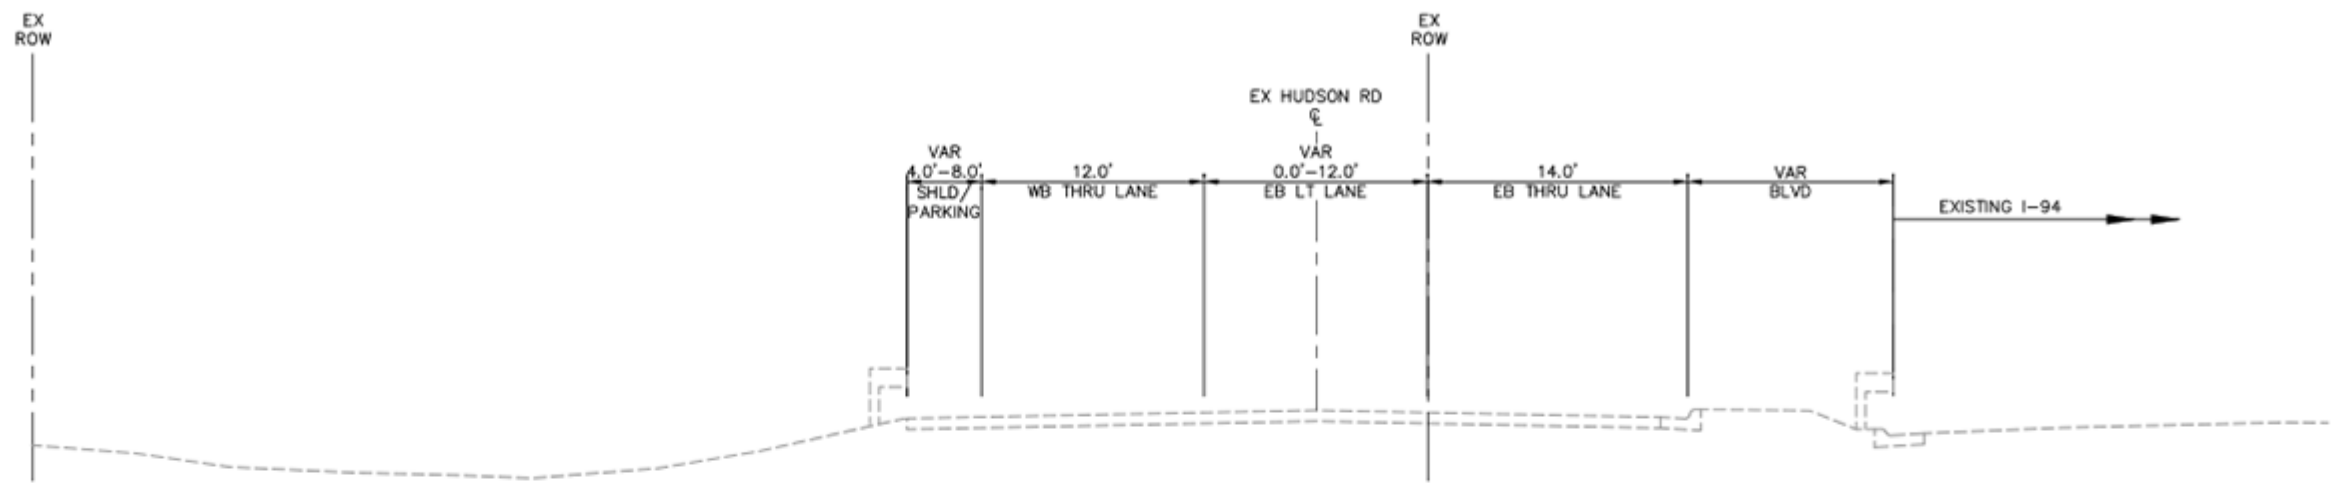 EX
ROW
EX
ROW
EX HUDSON RD
℄
VAR
4.0'-8.0'
SHLD/
PARKING
12.0'
WB THRU LANE
VAR
0.0'-12.0'
EB LT LANE
14.0'
EB THRU LANE
VAR
BLVD
EXISTING I-94